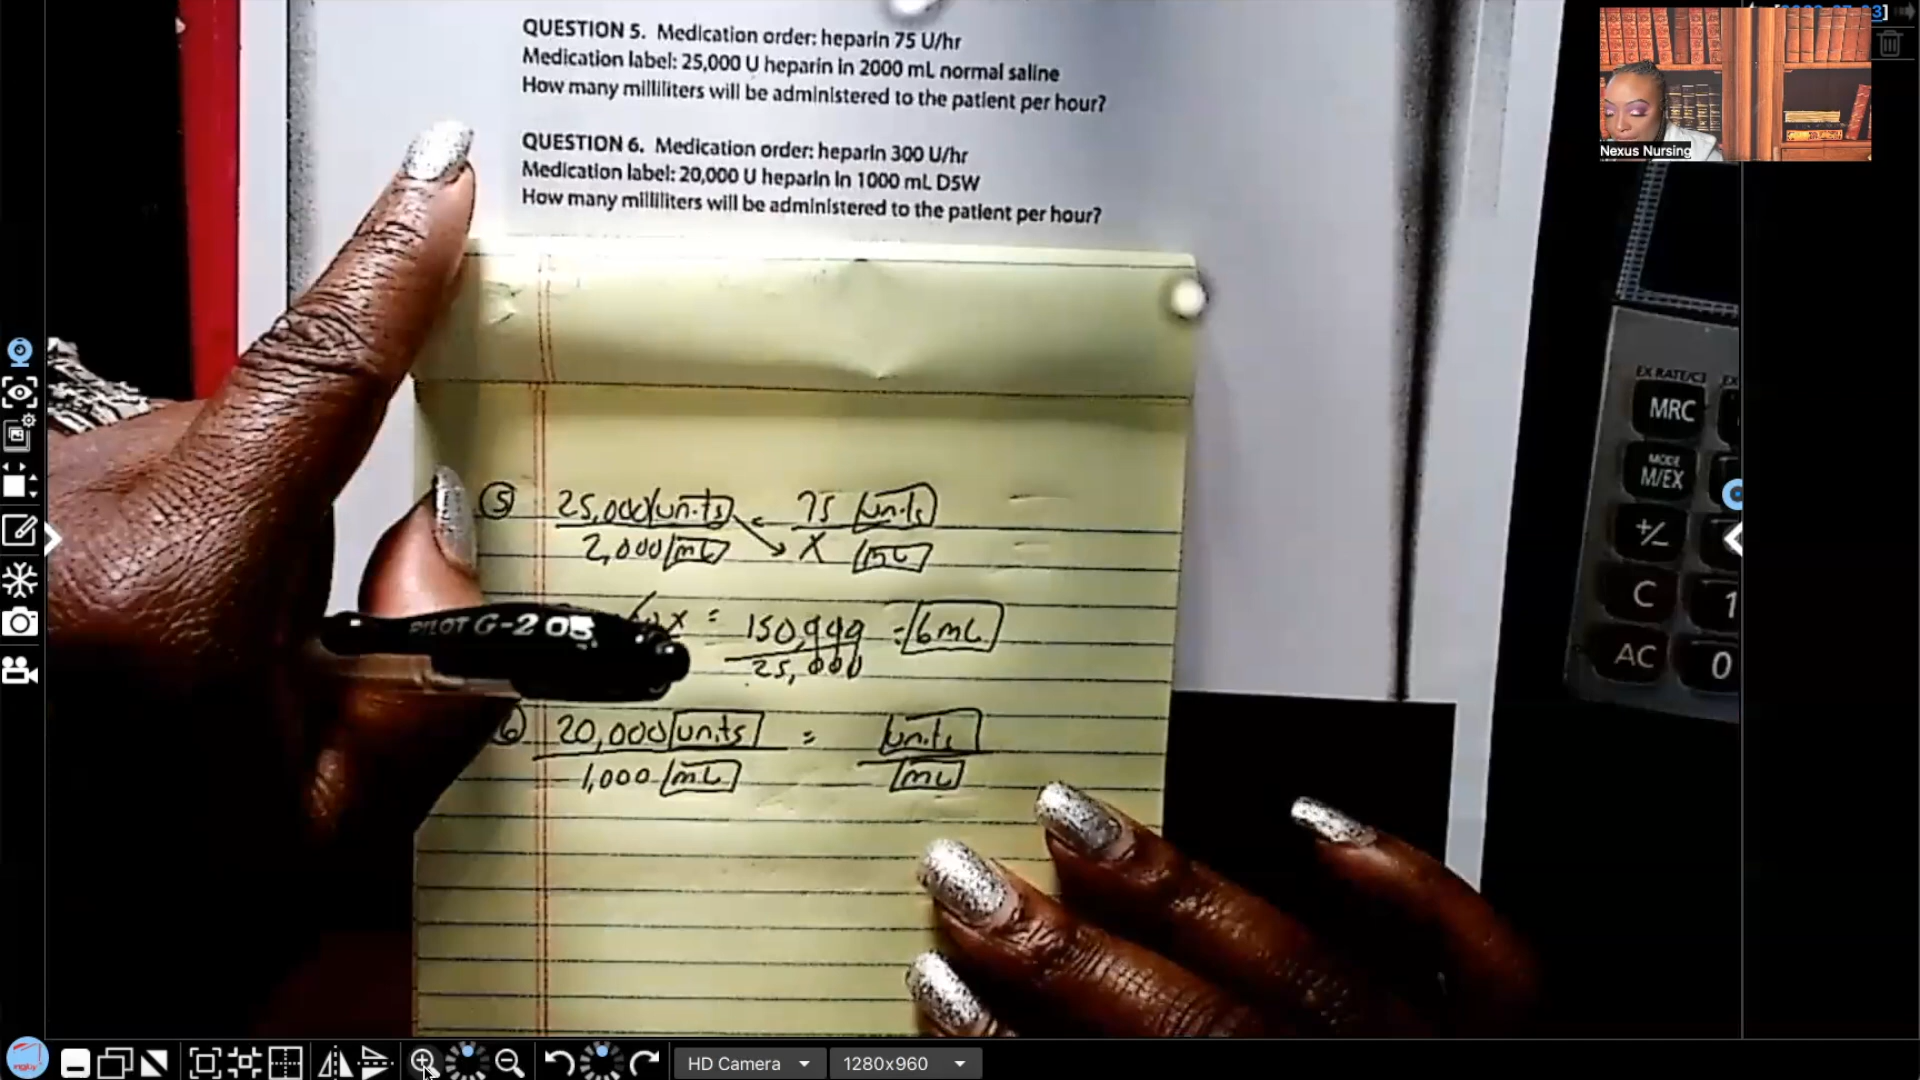 QUESTION 5. Medication order: heparin 75 U/hr
Medication label: 25,000 U heparin in 2000 mL normal saline
How many milliliters will be administered to the patient per hour?
QUESTION 6. Medication order: heparin 300 U/hr
Medication label: 20,000 U heparin in 1000 mL D5W
How many milliliters will be administered to the patient per hour?
Nexus Nursing
5 25,000 units = 75 units
2,000 mL X mL
X = 150,000 = 6mL
25,000
PILOT G-2 05
6 20,000 units = units
1,000 mL mL
EX RATE/C
MRC
MODE
M/EX
+/-
C 1
AC 0
HD Camera 1280x960